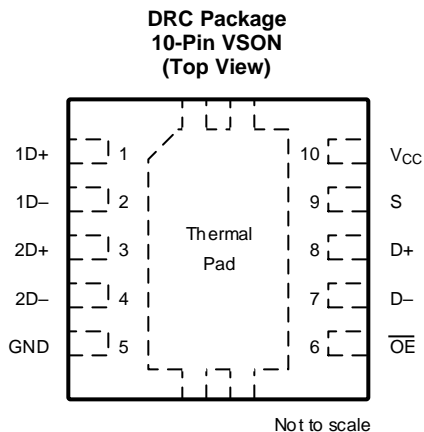 DRC Package
10-Pin VSON
(Top View)
1D+ 1 10 VCC
1D– 2 9 S
2D+ 3 Thermal 8 D+
Pad
2D– 4 7 D–
GND 5 6 OE
Not to scale